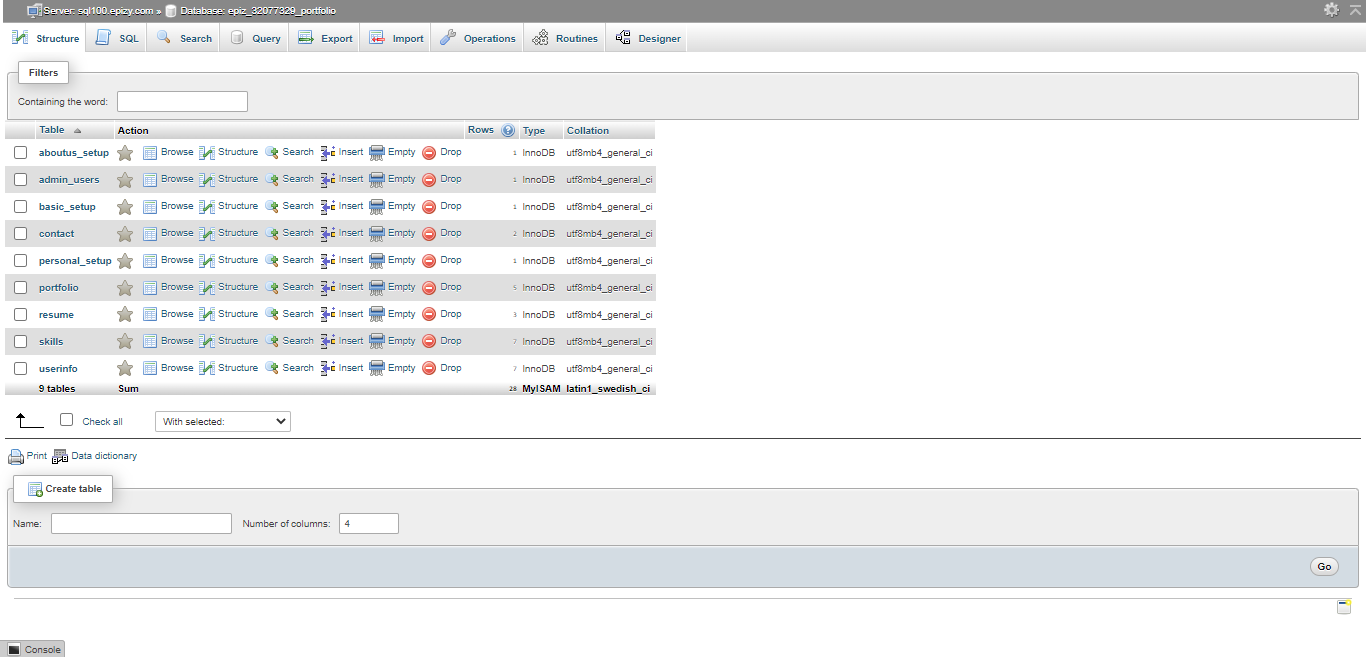 Server: sql100.epizy.com » Database: epiz_32077329_portfolio
Structure SQL Search Query Export Import Operations Routines Designer
Filters
Containing the word:
Table Action Rows Type Collation
aboutus_setup Browse Structure Search Insert Empty Drop 1 InnoDB utf8mb4_general_ci
admin_users Browse Structure Search Insert Empty Drop 1 InnoDB utf8mb4_general_ci
basic_setup Browse Structure Search Insert Empty Drop 1 InnoDB utf8mb4_general_ci
contact Browse Structure Search Insert Empty Drop 2 InnoDB utf8mb4_general_ci
personal_setup Browse Structure Search Insert Empty Drop 1 InnoDB utf8mb4_general_ci
portfolio Browse Structure Search Insert Empty Drop 5 InnoDB utf8mb4_general_ci
resume Browse Structure Search Insert Empty Drop 3 InnoDB utf8mb4_general_ci
skills Browse Structure Search Insert Empty Drop 7 InnoDB utf8mb4_general_ci
userinfo Browse Structure Search Insert Empty Drop 7 InnoDB utf8mb4_general_ci
9 tables Sum 28 MyISAM latin1_swedish_ci
Check all With selected:
Print Data dictionary
Create table
Name: Number of columns: 4
Go
Console